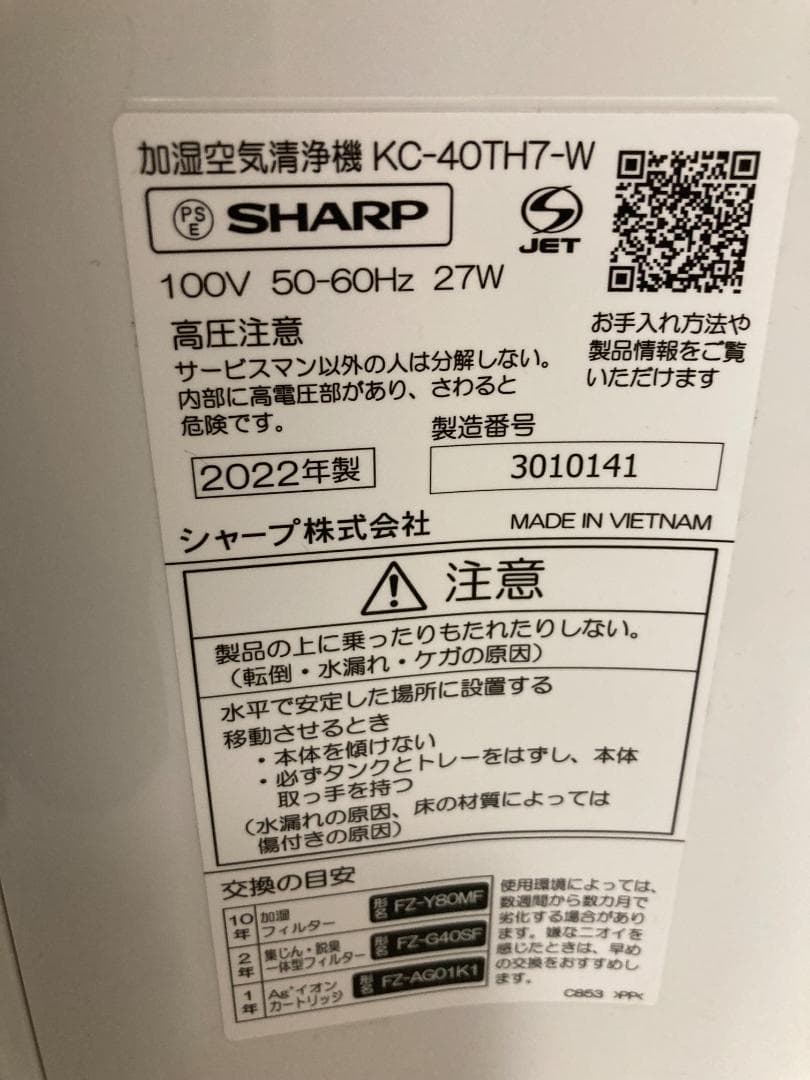 加湿空気清浄機 KC-40TH7-W
PS E SHARP
JET
100V 50-60Hz 27W
お手入れ方法や
製品情報をご覧
いただけます
高圧注意
サービスマン以外の人は分解しない。
内部に高電圧部があり、さわると
危険です。
製造番号
2022年製
3010141
シャープ株式会社
MADE IN VIETNAM
注意
製品の上に乗ったりもたれたりしない。
（転倒・水漏れ・ケガの原因）
水平で安定した場所に設置する
移動させるとき
・本体を傾けない
・必ずタンクとトレーをはずし、本体
取っ手を持つ
（水漏れの原因、床の材質によっては
傷付きの原因）
交換の目安
10年 加湿フィルター 形名 FZ-Y80MF
2年 集じん・脱臭一体型フィルター 形名 FZ-G40SF
1年 Ag⁺イオンカートリッジ 形名 FZ-AG01K1
使用環境によっては、
数週間から数カ月で
劣化する場合があり
ます。嫌なニオイを
感じたときは、早め
の交換をおすすめし
ます。
C853 >PP<